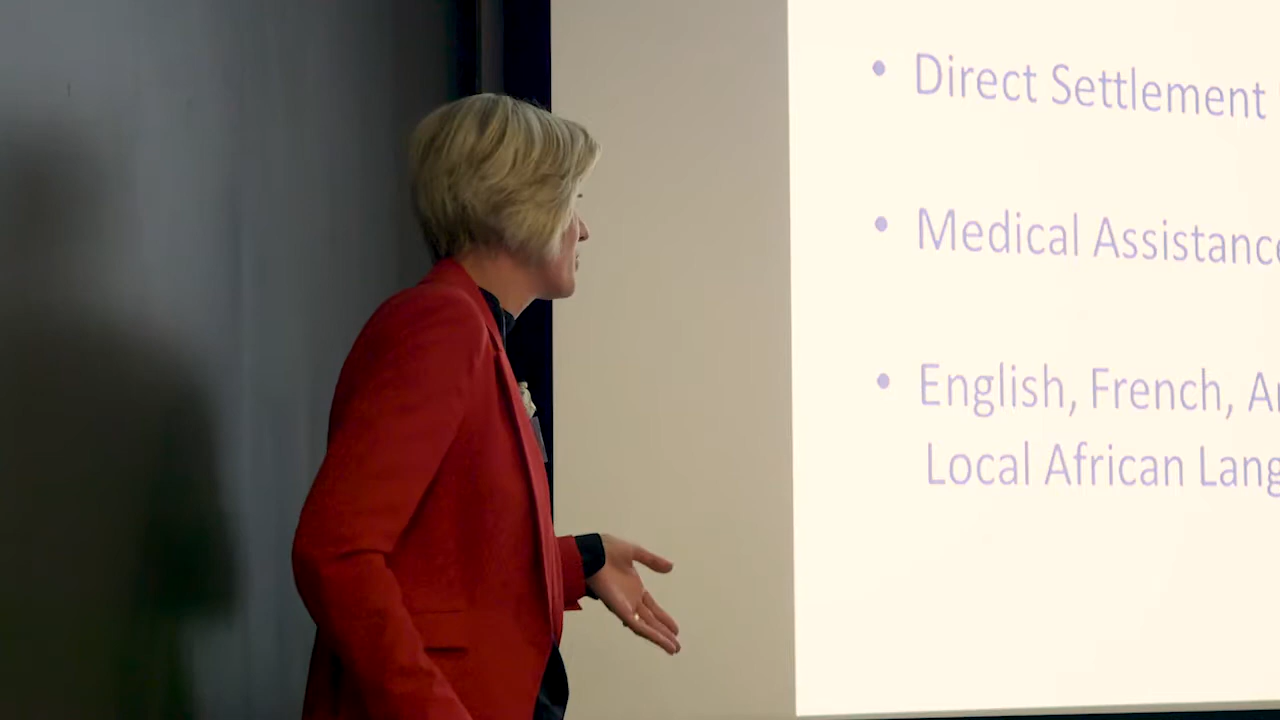 • Direct Settlement
• Medical Assistance
• English, French,
Local African